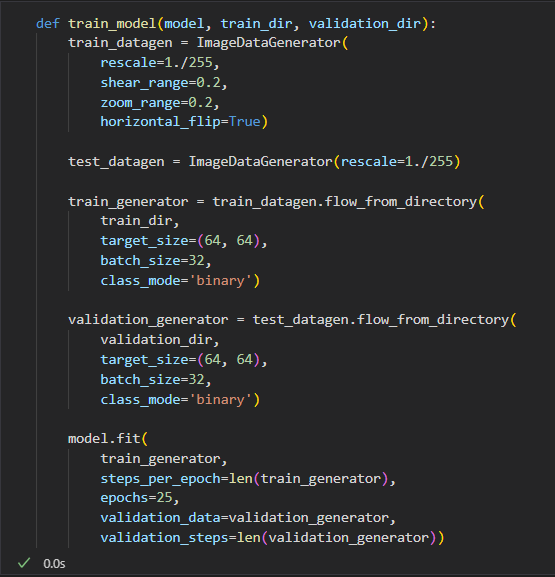 def train_model(model, train_dir, validation_dir):
    train_datagen = ImageDataGenerator(
        rescale=1./255,
        shear_range=0.2,
        zoom_range=0.2,
        horizontal_flip=True)

    test_datagen = ImageDataGenerator(rescale=1./255)

    train_generator = train_datagen.flow_from_directory(
        train_dir,
        target_size=(64, 64),
        batch_size=32,
        class_mode='binary')

    validation_generator = test_datagen.flow_from_directory(
        validation_dir,
        target_size=(64, 64),
        batch_size=32,
        class_mode='binary')

    model.fit(
        train_generator,
        steps_per_epoch=len(train_generator),
        epochs=25,
        validation_data=validation_generator,
        validation_steps=len(validation_generator))
0.0s